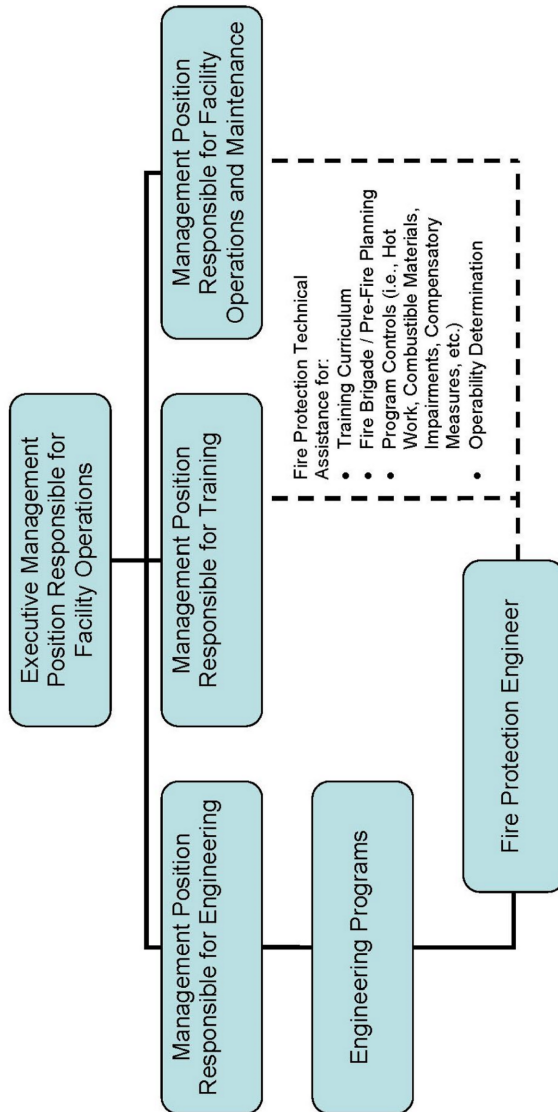 Executive Management
Position Responsible for
Facility Operations
Management Position
Responsible for Engineering
Management Position
Responsible for Training
Management Position
Responsible for Facility
Operations and Maintenance
Engineering Programs
Fire Protection Technical
Assistance for:
• Training Curriculum
• Fire Brigade / Pre-Fire Planning
• Program Controls (i.e., Hot
Work, Combustible Materials,
Impairments, Compensatory
Measures, etc.)
• Operability Determination
Fire Protection Engineer